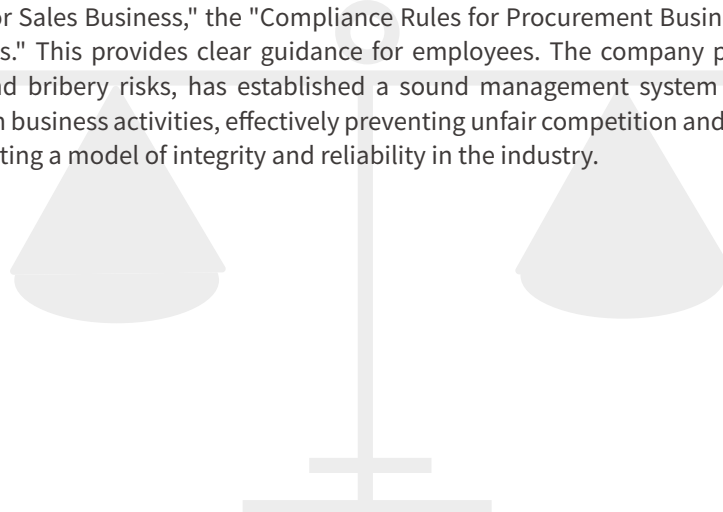 or Sales Business," the "Compliance Rules for Procurement Busin
s." This provides clear guidance for employees. The company p
d bribery risks, has established a sound management system
business activities, effectively preventing unfair competition and
ting a model of integrity and reliability in the industry.